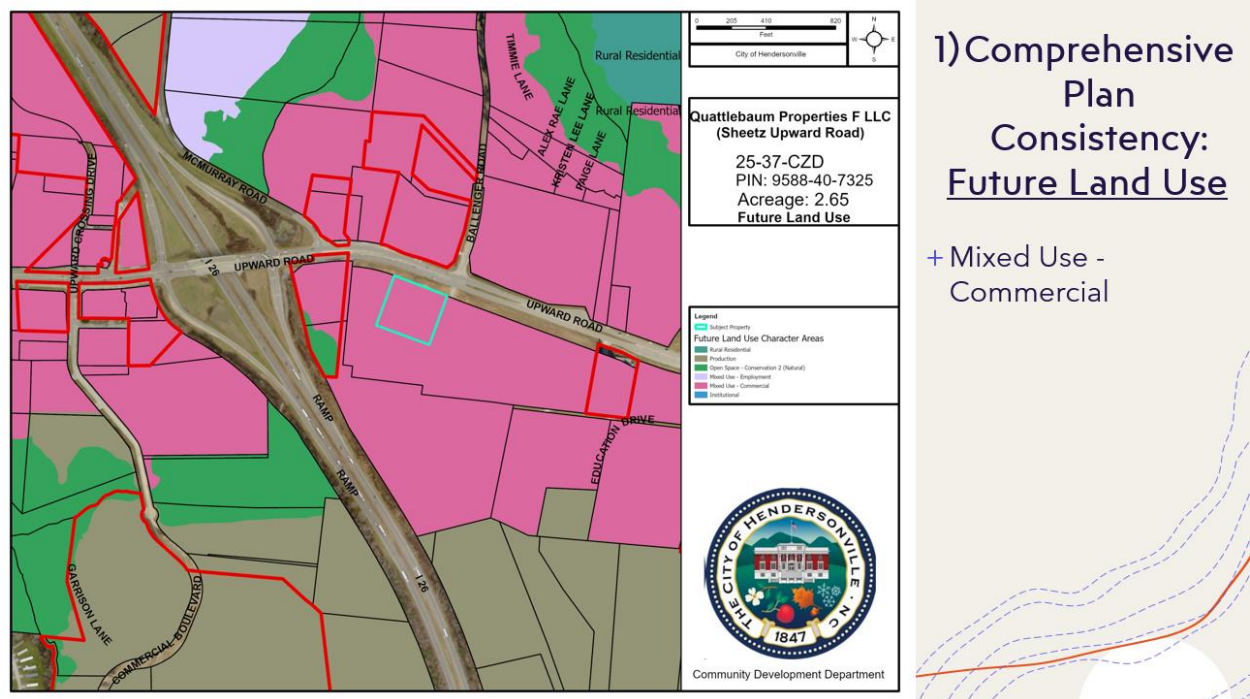 Rural Residential
Rural Residential
TIMMIE LANE
ALEX RAE LANE
KRISTEN LEE LANE
PAIGE LANE
BALLENGER ROAD
MCMURRAY ROAD
UPWARD CROSSING DRIVE
UPWARD ROAD
I 26
UPWARD ROAD
RAMP
RAMP
EDUCATION DRIVE
I 26
GARRISON LANE
COMMERCIAL BOULEVARD
0 205 410 820
Feet
N
W E
S
City of Hendersonville
Quattlebaum Properties F LLC
(Sheetz Upward Road)
25-37-CZD
PIN: 9588-40-7325
Acreage: 2.65
Future Land Use
Legend
Subject Property
Future Land Use Character Areas
Rural Residential
Production
Open Space - Conservation 2 (Natural)
Mixed Use - Employment
Mixed Use - Commercial
Institutional
THE CITY OF HENDERSONVILLE · N C
1847
Community Development Department
1) Comprehensive
Plan
Consistency:
Future Land Use
+ Mixed Use -
Commercial